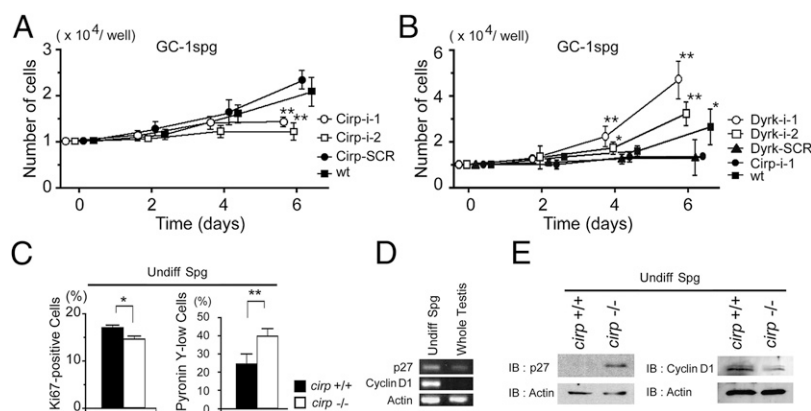 A
( x 10⁴/ well)
GC-1spg
Number of cells
3
2
1
0
0
2
4
6
Time (days)
**
**
Cirp-i-1
Cirp-i-2
Cirp-SCR
wt
B
( x 10⁴/ well)
GC-1spg
Number of cells
6
4
2
0
0
2
4
6
Time (days)
**
*
**
**
*
Dyrk-i-1
Dyrk-i-2
Dyrk-SCR
Cirp-i-1
wt
C
Undiff Spg
(%)
Ki67-positive Cells
20
10
0
*
(%)
Pyronin Y-low Cells
50
40
30
20
10
0
**
cirp +/+
cirp -/-
D
Undiff Spg
Whole Testis
p27
Cyclin D1
Actin
E
Undiff Spg
cirp +/+
cirp -/-
IB : p27
IB : Actin
cirp +/+
cirp -/-
IB : Cyclin D1
IB : Actin